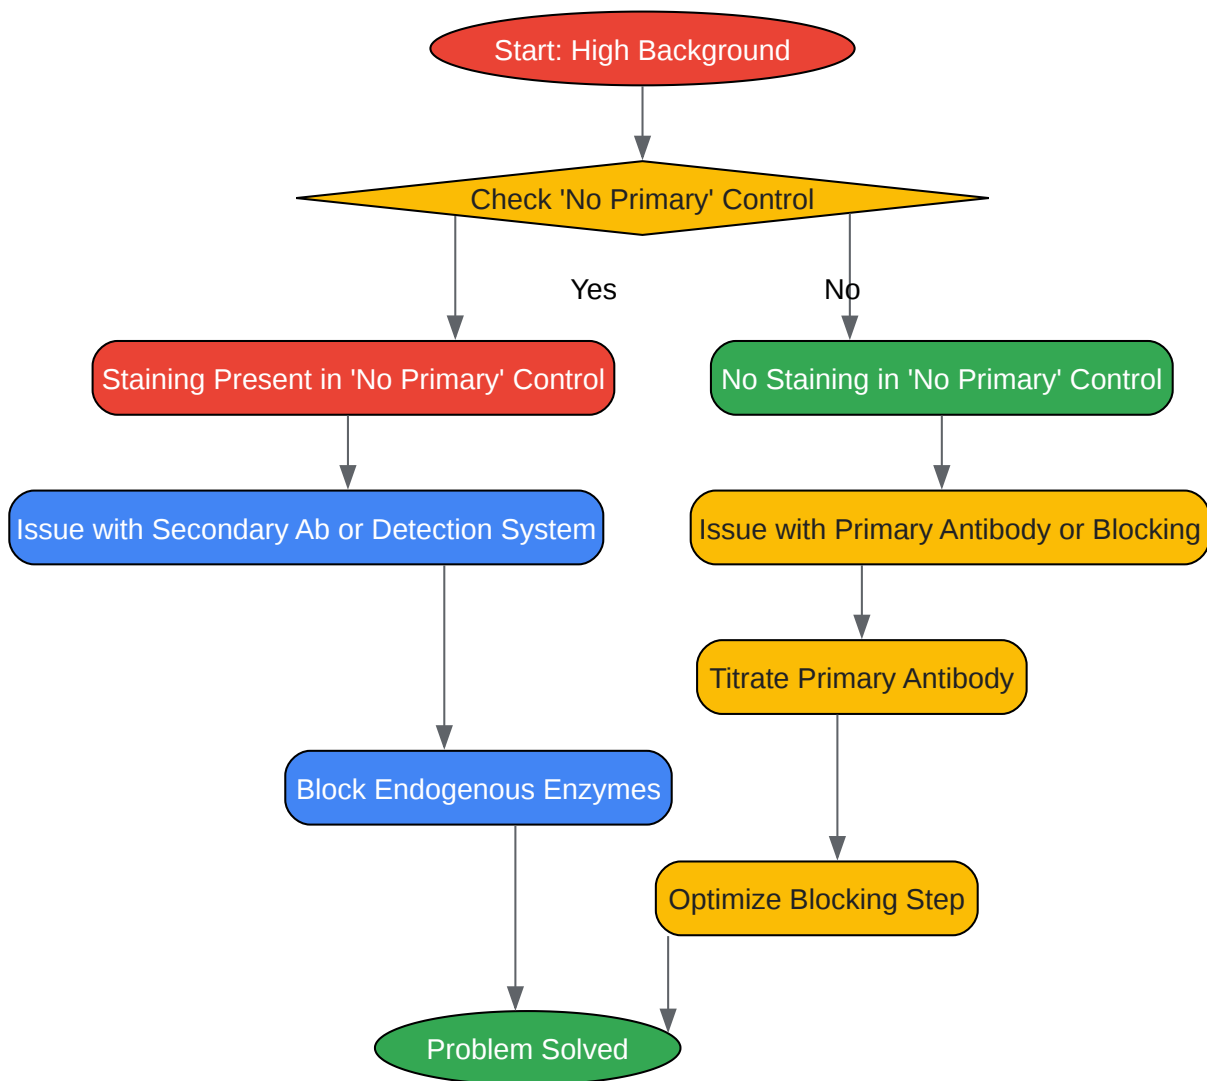 Start: High Background
Check 'No Primary' Control
Yes
No
Staining Present in 'No Primary' Control
No Staining in 'No Primary' Control
Issue with Secondary Ab or Detection System
Issue with Primary Antibody or Blocking
Titrate Primary Antibody
Block Endogenous Enzymes
Optimize Blocking Step
Problem Solved